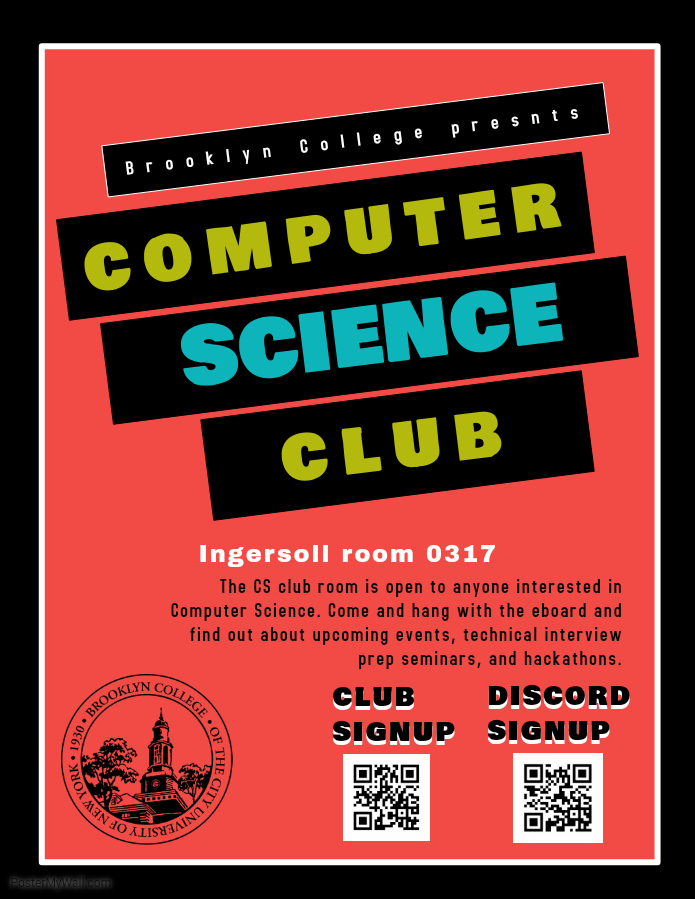 Brooklyn College presnts
COMPUTER
SCIENCE
CLUB
Ingersoll room 0317
The CS club room is open to anyone interested in
Computer Science. Come and hang with the eboard and
find out about upcoming events, technical interview
prep seminars, and hackathons.
CLUB
SIGNUP
DISCORD
SIGNUP
BROOKLYN COLLEGE • OF THE CITY UNIVERSITY OF NEW YORK • 1930 •
PosterMyWall.com